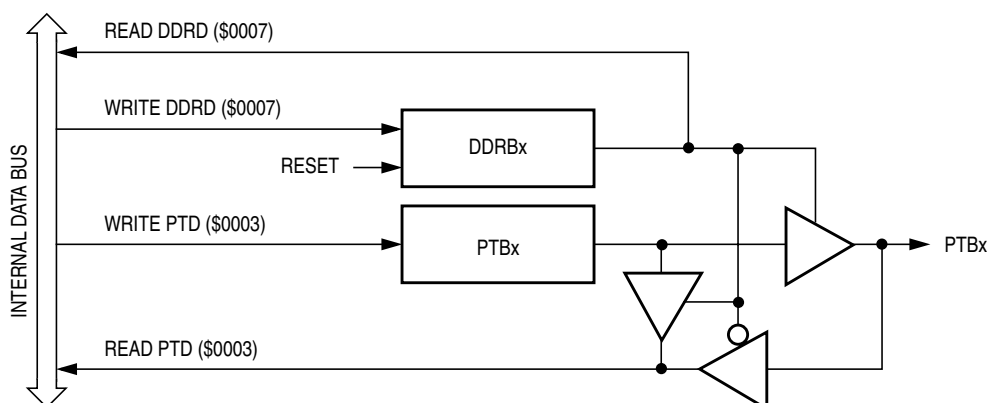 READ DDRD ($0007)
WRITE DDRD ($0007)
DDRBx
RESET
WRITE PTD ($0003)
PTBx
PTBx
READ PTD ($0003)
INTERNAL DATA BUS